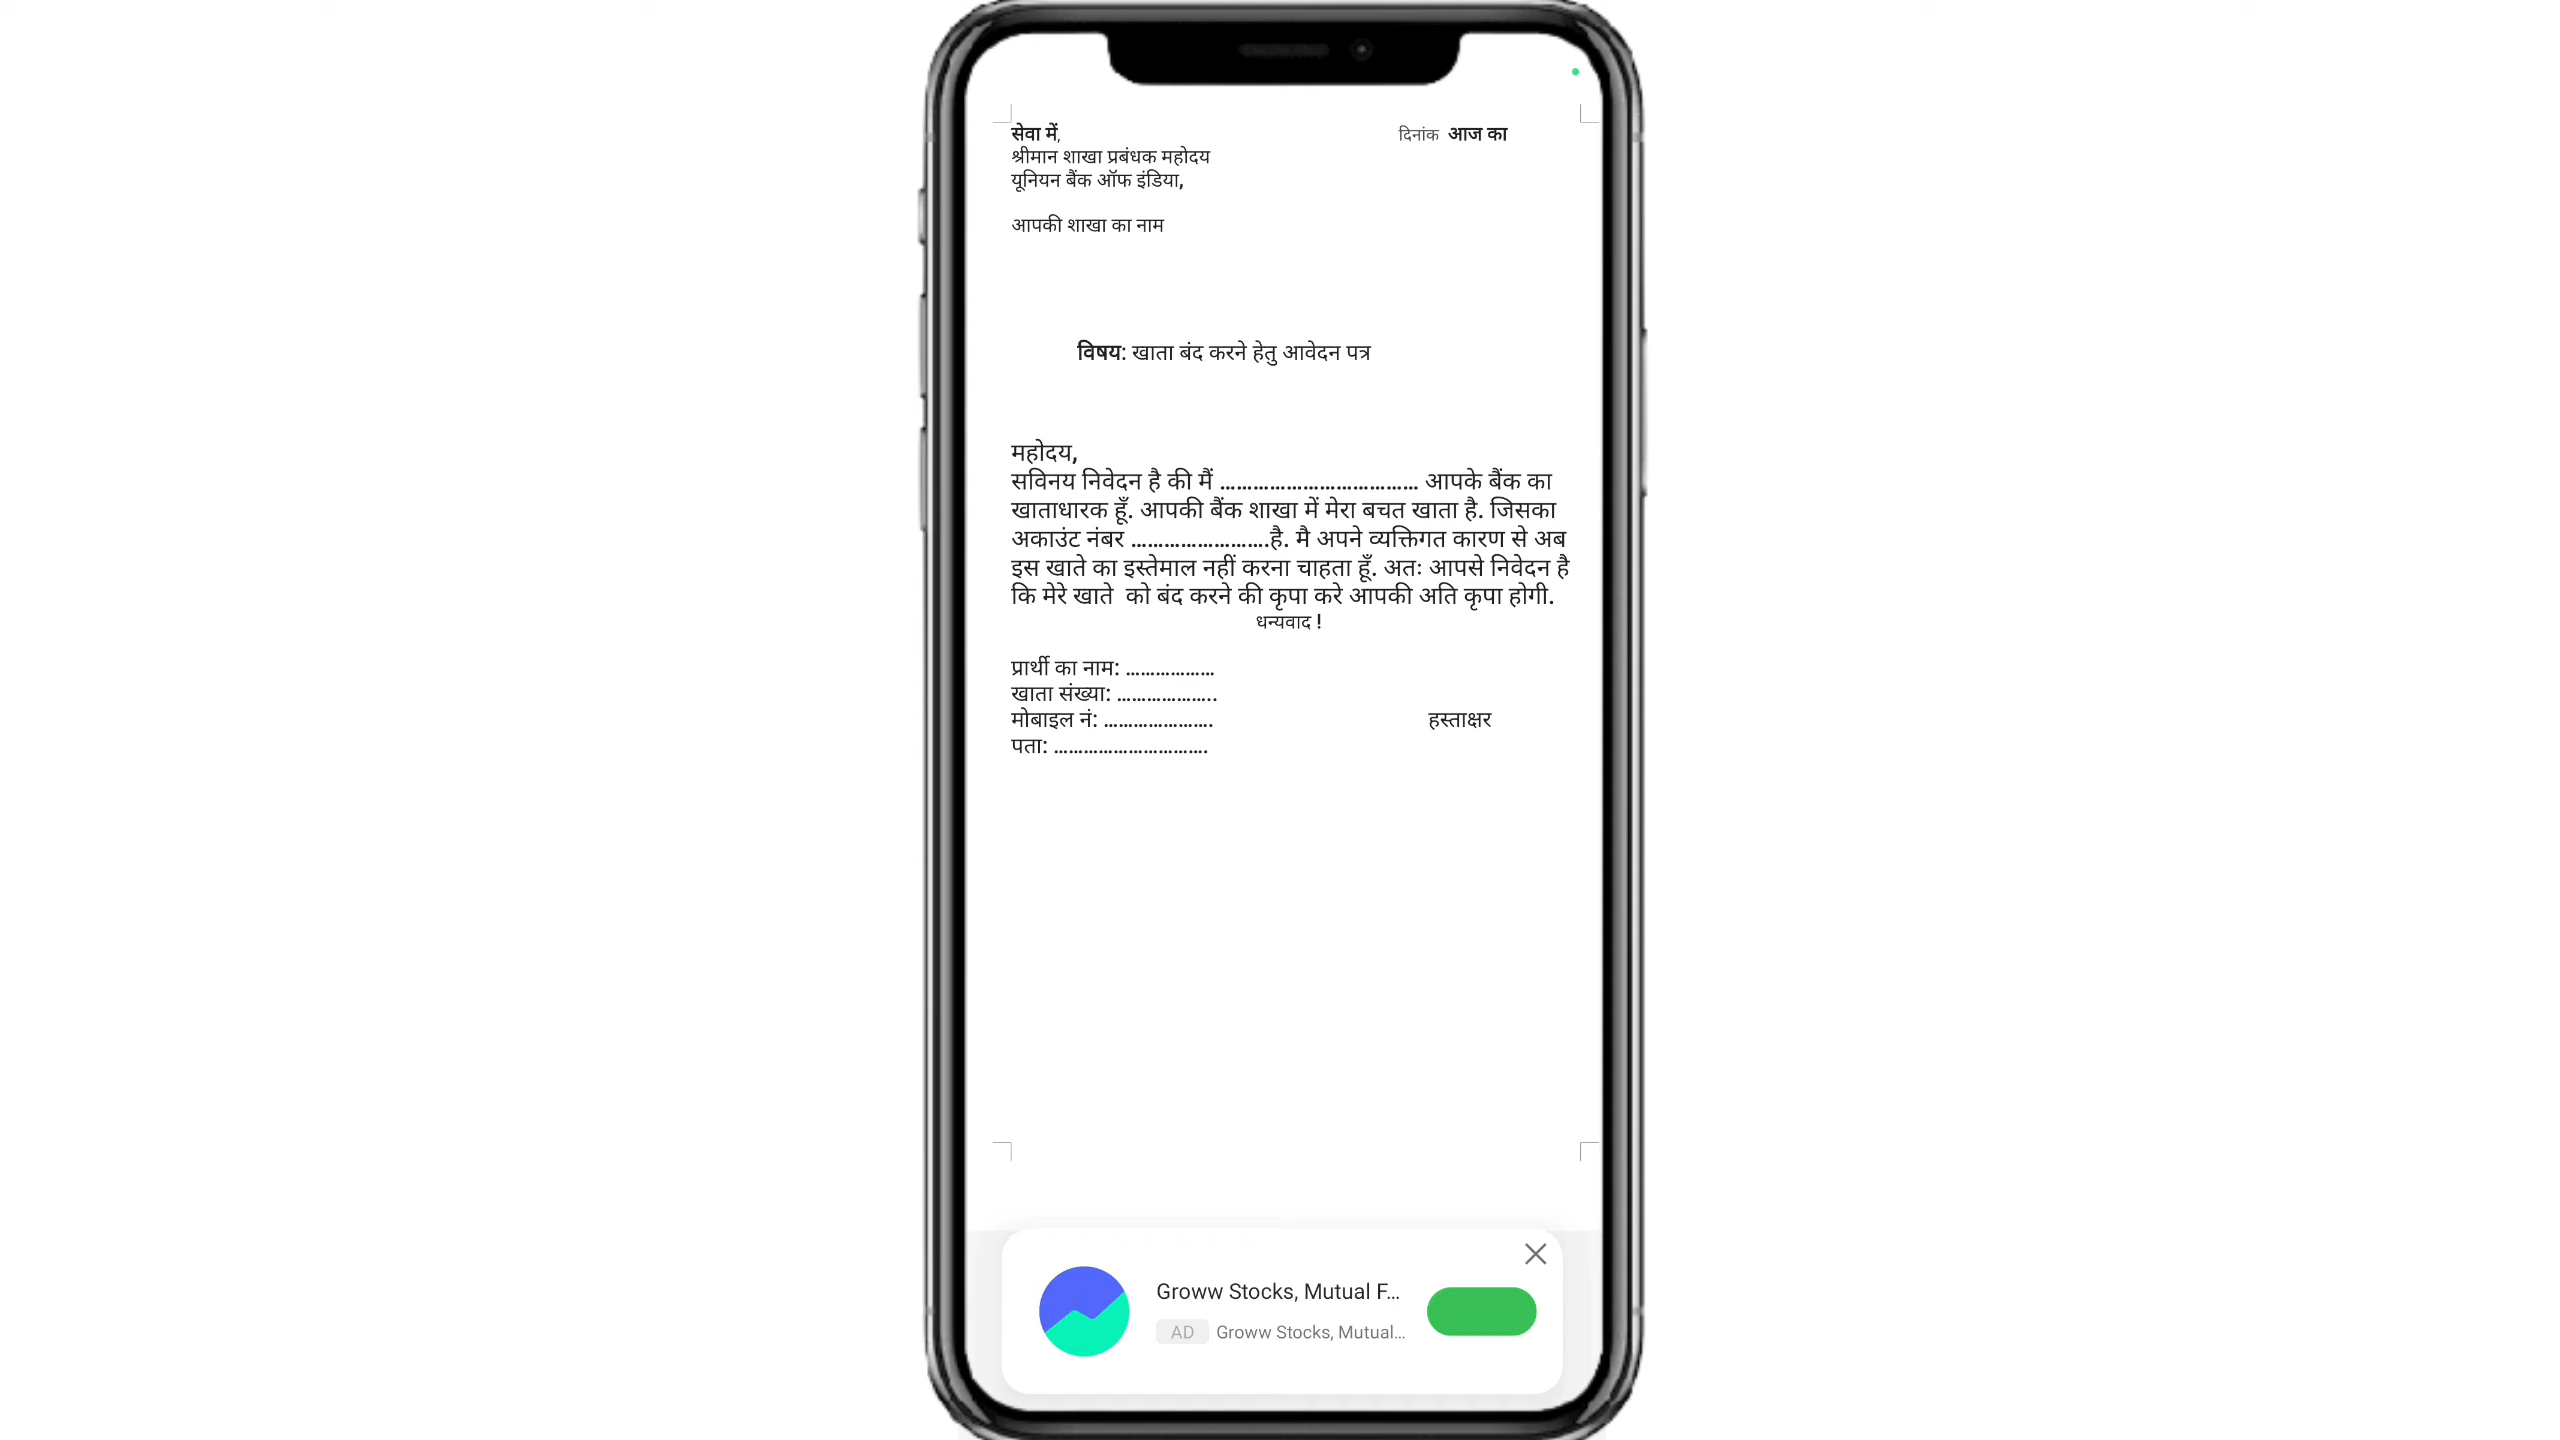 सेवा में, दिनांक आज का
श्रीमान शाखा प्रबंधक महोदय
यूनियन बैंक ऑफ इंडिया,
आपकी शाखा का नाम
विषय: खाता बंद करने हेतु आवेदन पत्र
महोदय,
सविनय निवेदन है की मैं ……………………………… आपके बैंक का
खाताधारक हूँ. आपकी बैंक शाखा में मेरा बचत खाता है. जिसका
अकाउंट नंबर …………………….है. मै अपने व्यक्तिगत कारण से अब
इस खाते का इस्तेमाल नहीं करना चाहता हूँ. अतः आपसे निवेदन है
कि मेरे खाते  को बंद करने की कृपा करे आपकी अति कृपा होगी.
धन्यवाद !
प्रार्थी का नाम: ………………
खाता संख्या: ………………..
मोबाइल नं: …………………. हस्ताक्षर
पता: ………………………….
Groww Stocks, Mutual F...
AD Groww Stocks, Mutual...